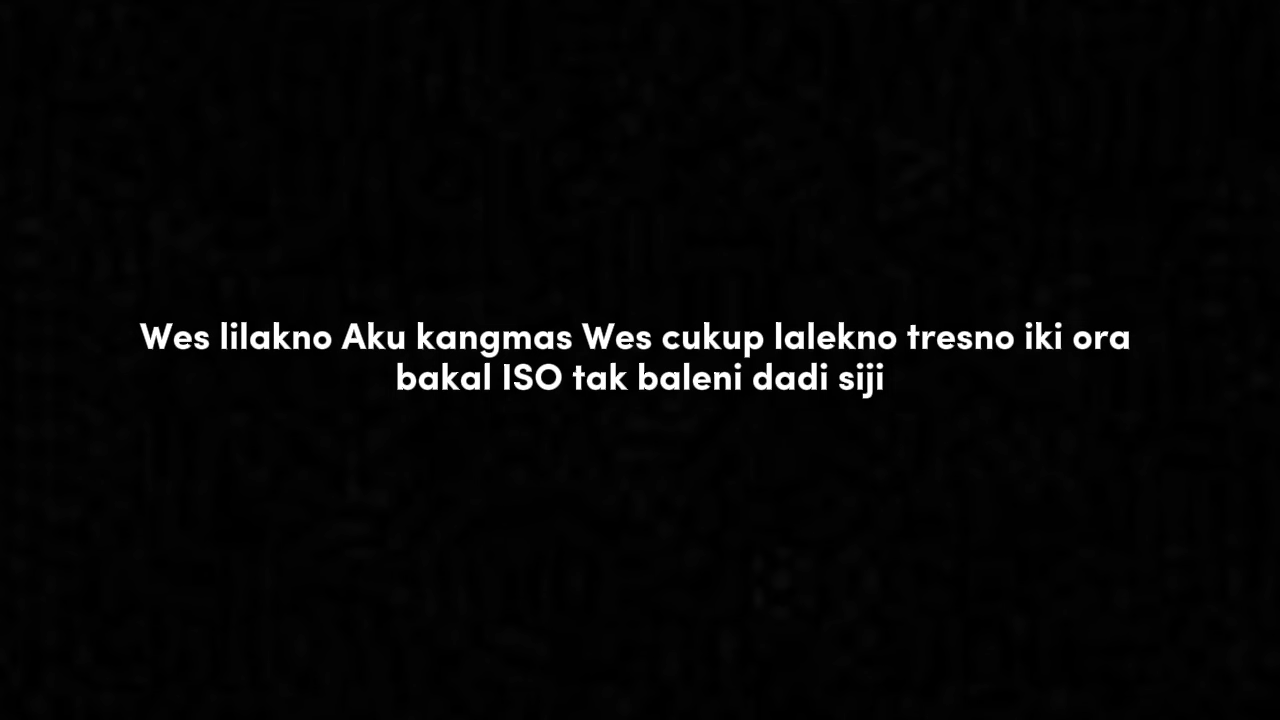 Wes lilakno Aku kangmas Wes cukup lalekno tresno iki ora
bakal ISO tak baleni dadi siji